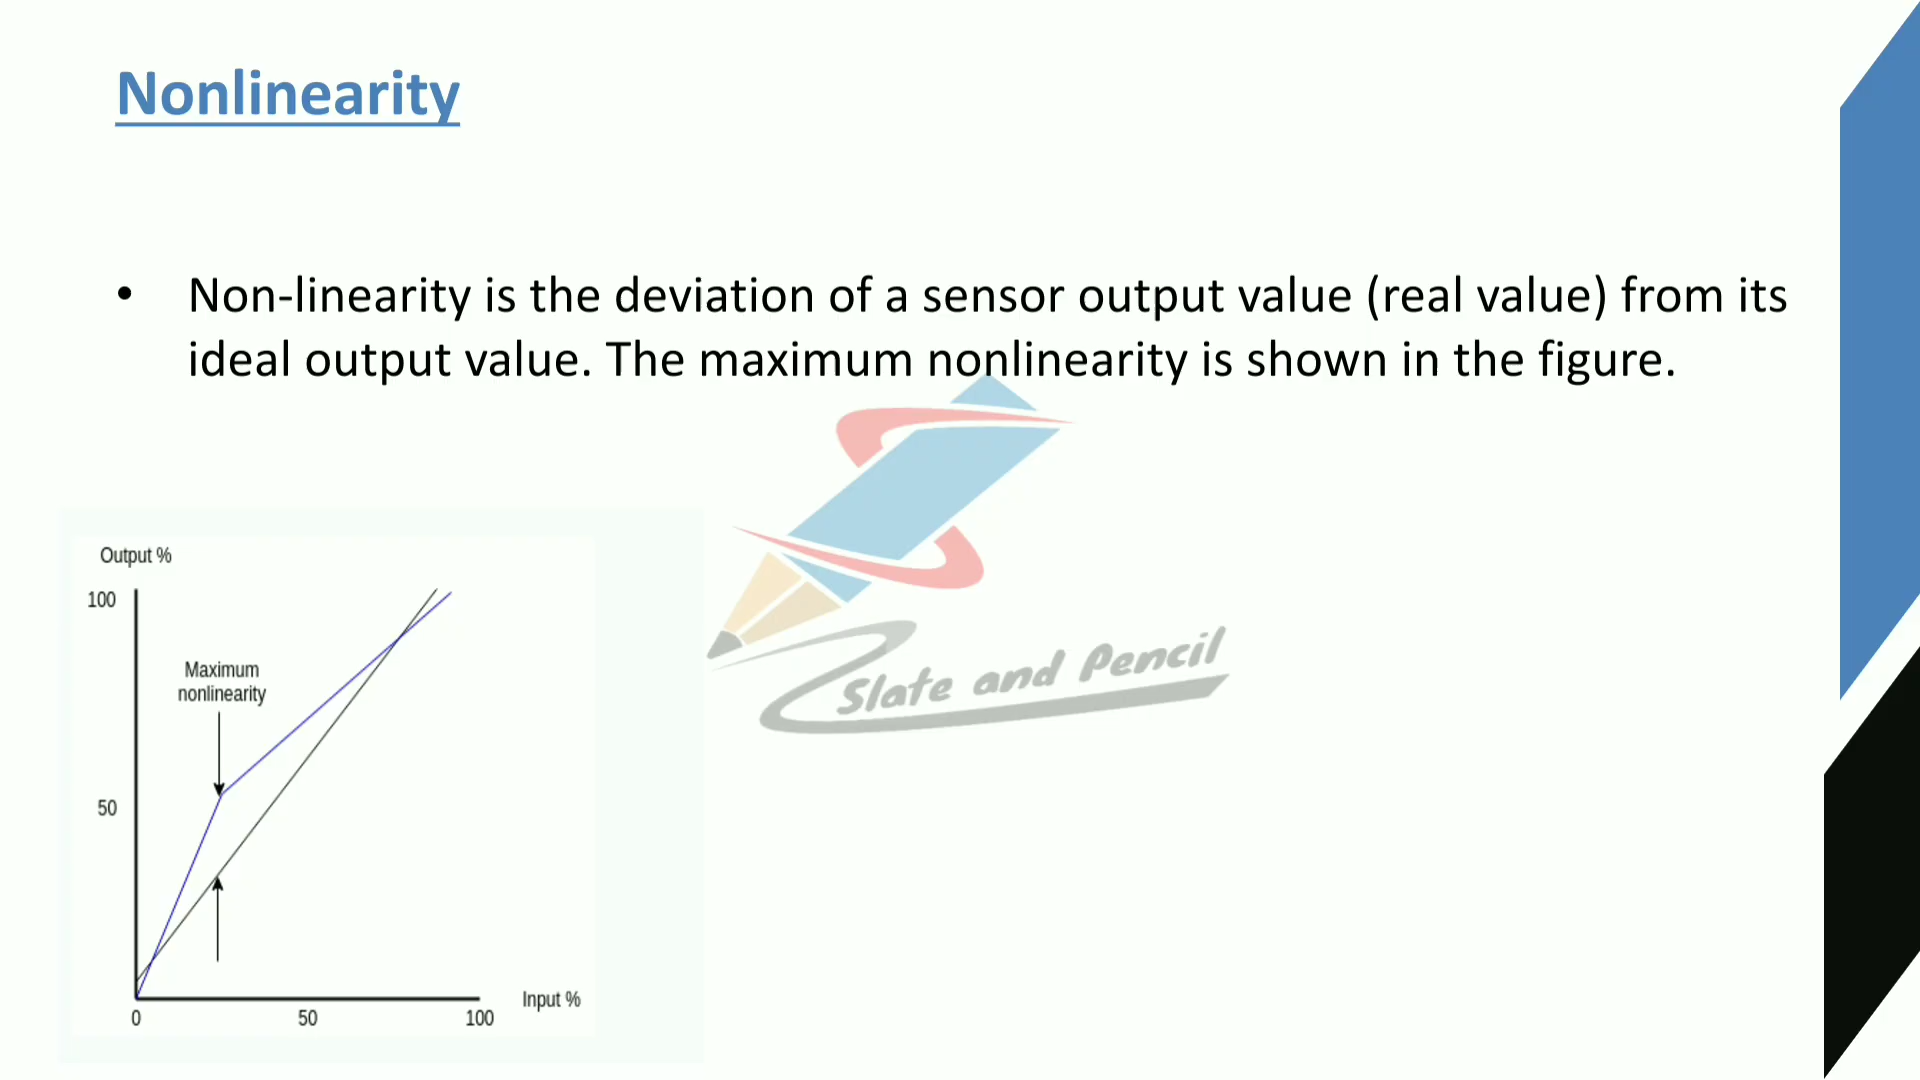 Nonlinearity
• Non-linearity is the deviation of a sensor output value (real value) from its
ideal output value. The maximum nonlinearity is shown in the figure.
Output %
100
Maximum
nonlinearity
50
Input %
0 50 100
Slate and Pencil